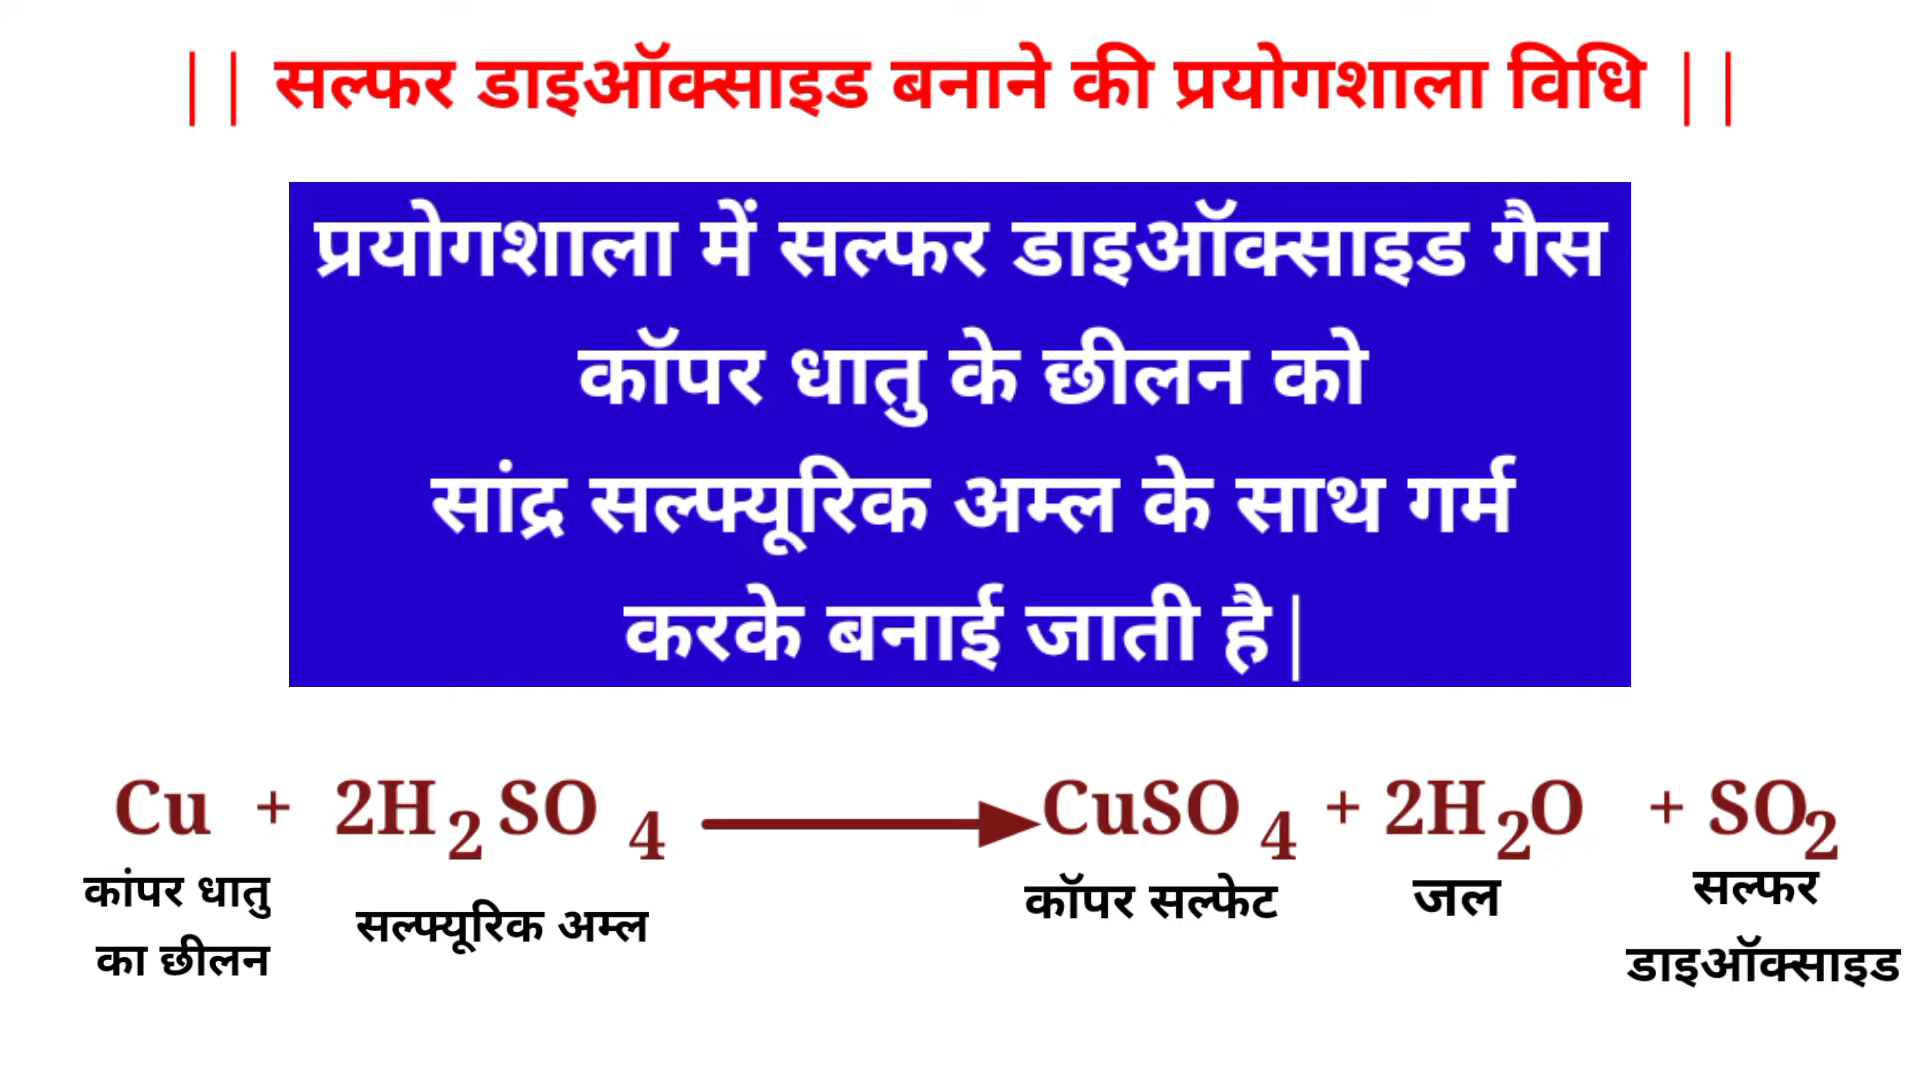 || सल्फर डाइऑक्साइड बनाने की प्रयोगशाला विधि ||
प्रयोगशाला में सल्फर डाइऑक्साइड गैस
कॉपर धातु के छीलन को
सांद्र सल्फ्यूरिक अम्ल के साथ गर्म
करके बनाई जाती है|
Cu + 2H₂SO₄ → CuSO₄ + 2H₂O + SO₂
कांपर धातु
का छीलन
सल्फ्यूरिक अम्ल
कॉपर सल्फेट
जल
सल्फर
डाइऑक्साइड